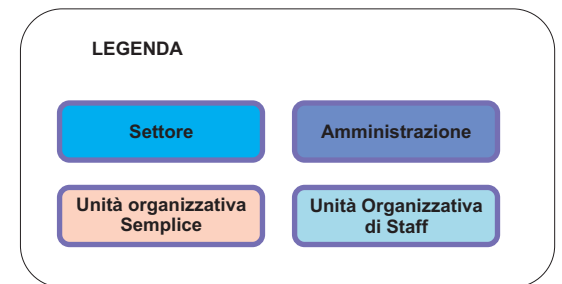 LEGENDA
Settore
Amministrazione
Unità organizzativa
Semplice
Unità Organizzativa
di Staff